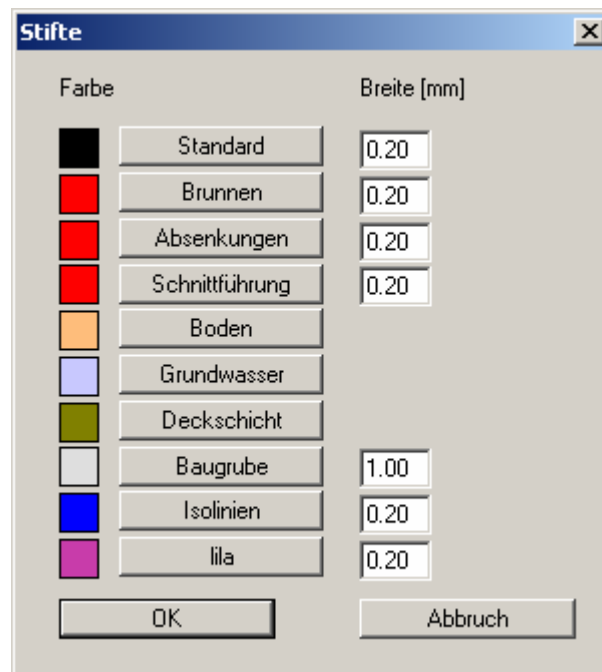 Stifte
Farbe Breite [mm]
Standard 0.20
Brunnen 0.20
Absenkungen 0.20
Schnittführung 0.20
Boden
Grundwasser
Deckschicht
Baugrube 1.00
Isolinien 0.20
lila 0.20
OK Abbruch